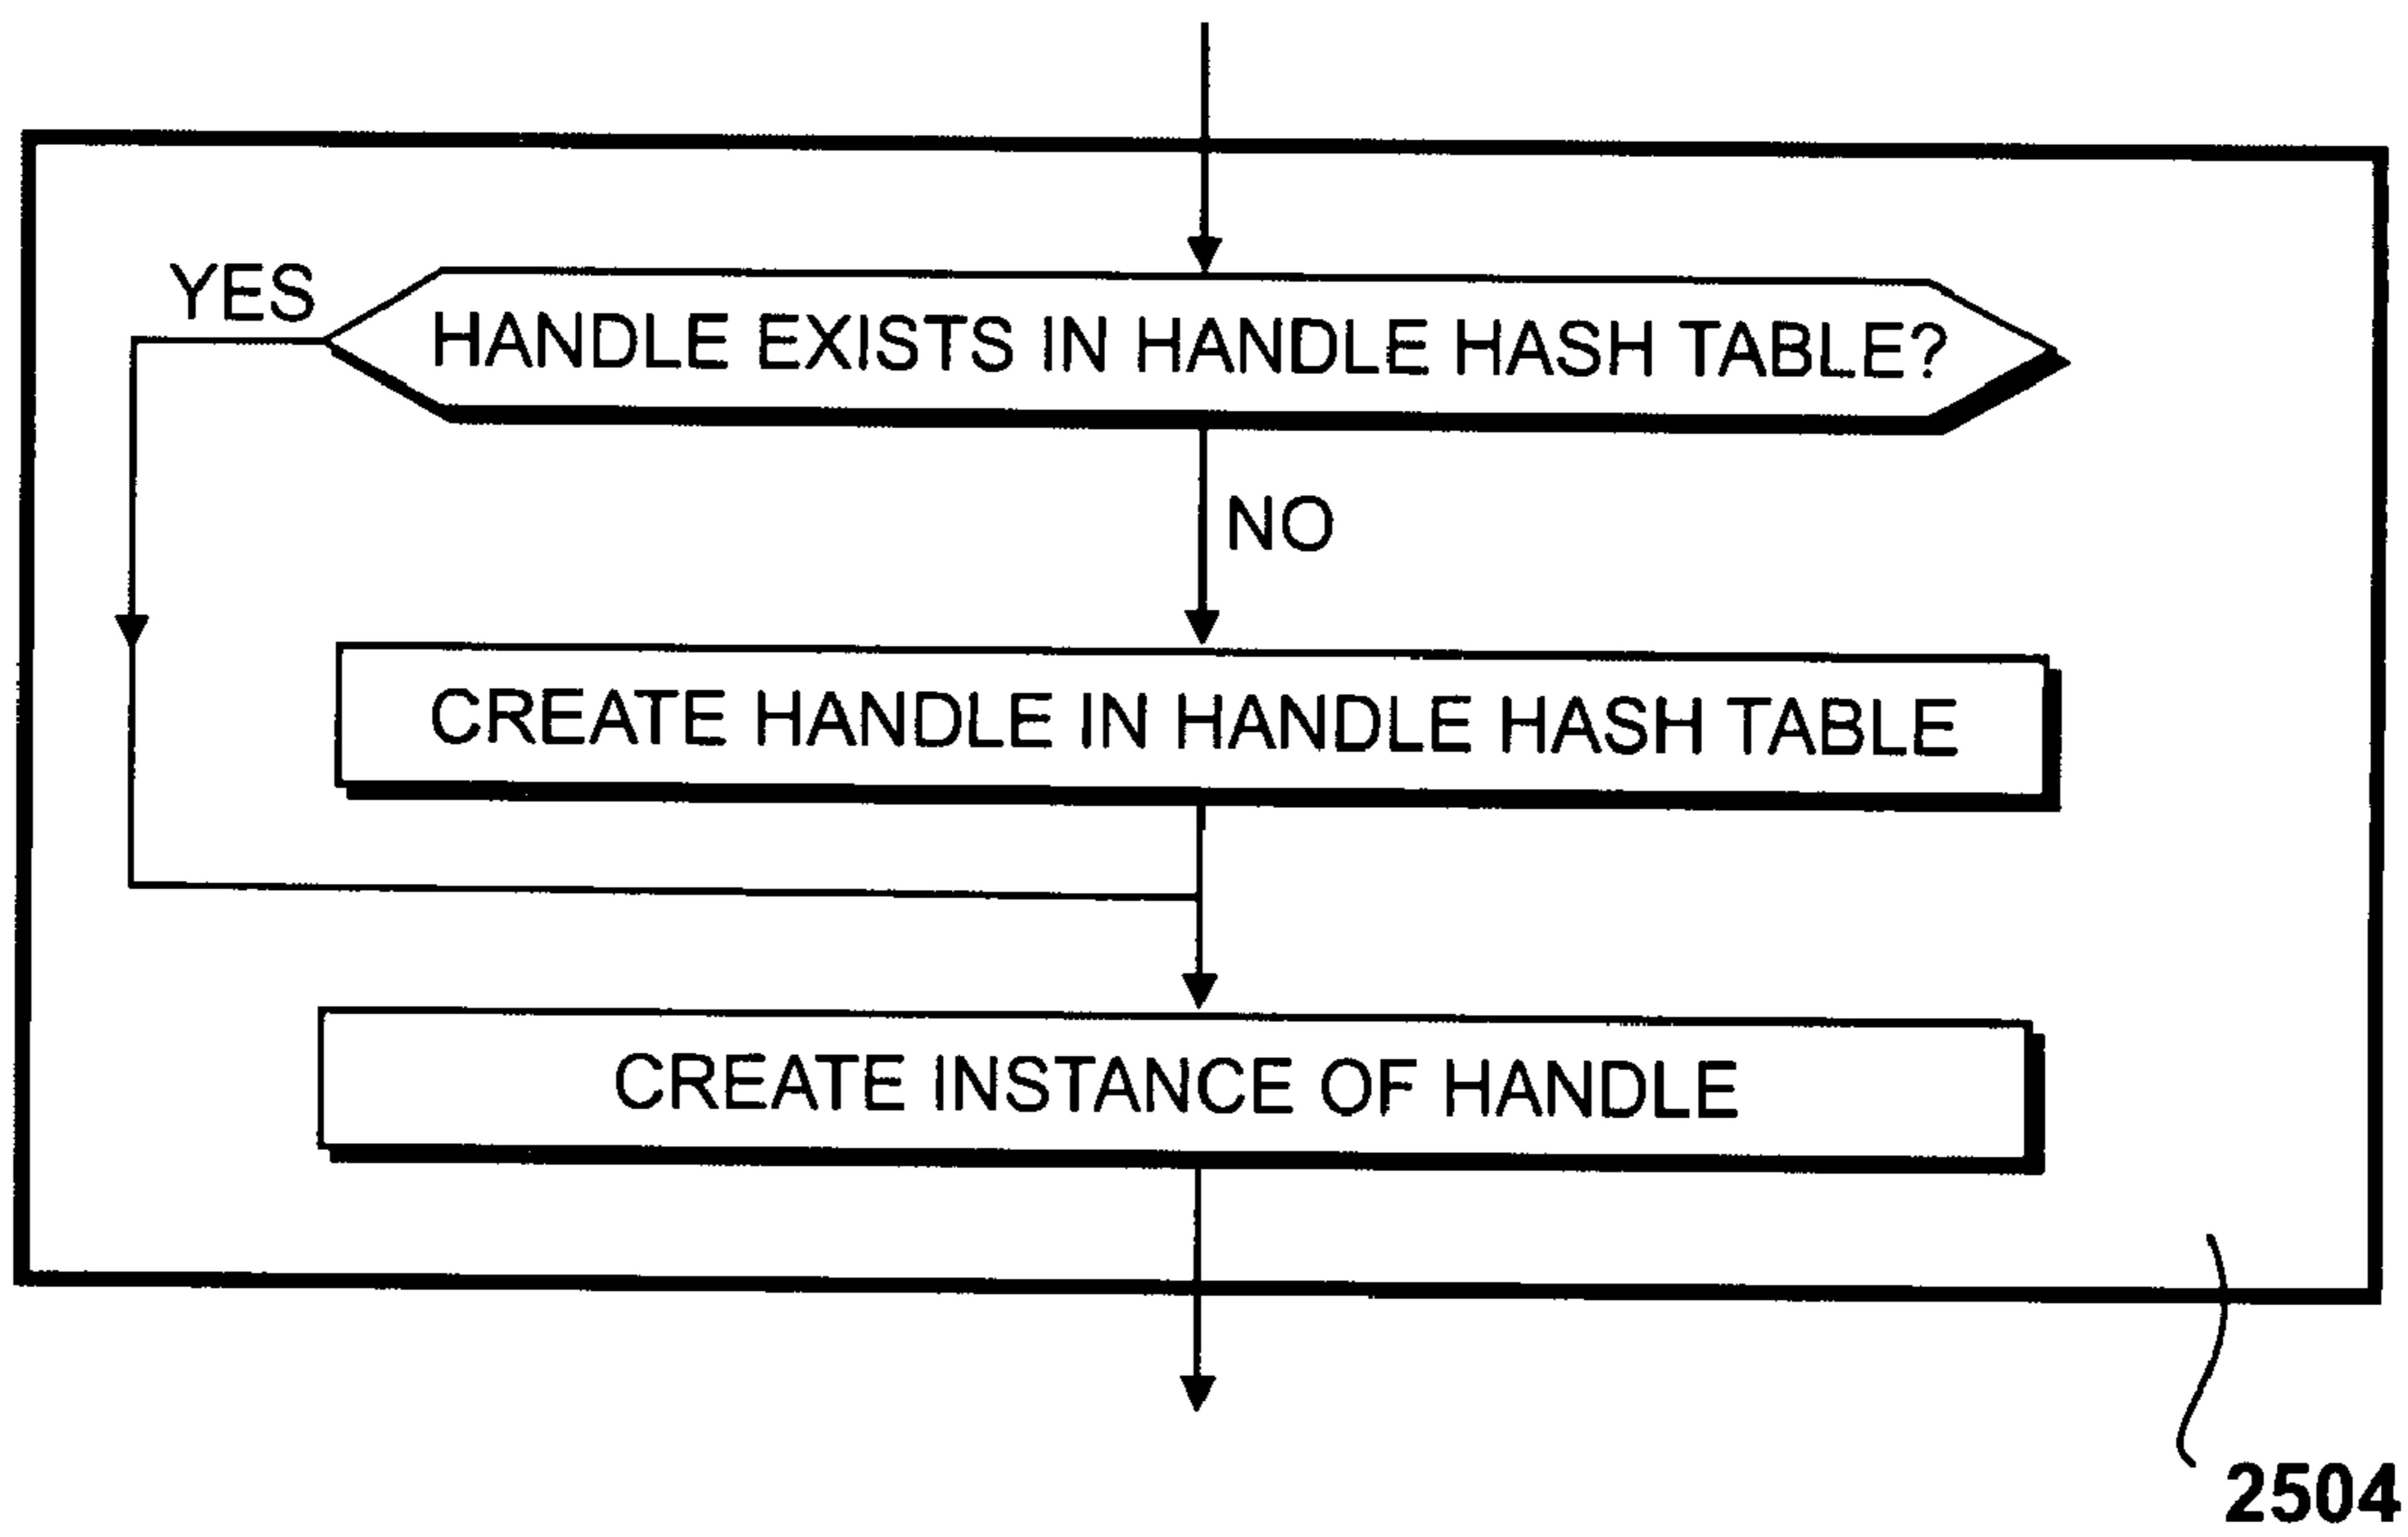 YES
HANDLE EXISTS IN HANDLE HASH TABLE?
NO
CREATE HANDLE IN HANDLE HASH TABLE
CREATE INSTANCE OF HANDLE
2504